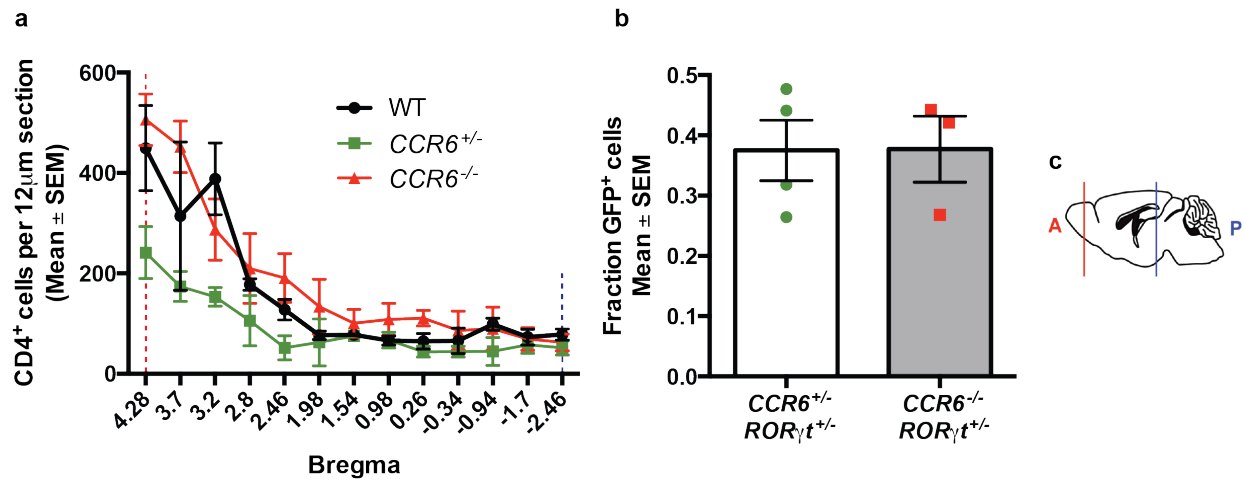 a
CD4⁺ cells per 12μm section
(Mean ± SEM)
600
400
200
0
WT
CCR6⁺/⁻
CCR6⁻/⁻
4.28
3.7
3.2
2.8
2.46
1.98
1.54
0.98
0.26
-0.34
-0.94
-1.7
-2.46
Bregma
b
Fraction GFP⁺ cells
Mean ± SEM
0.5
0.4
0.3
0.2
0.1
0.0
CCR6⁺/⁻
RORγt⁺/⁻
CCR6⁻/⁻
RORγt⁺/⁻
c
A
P